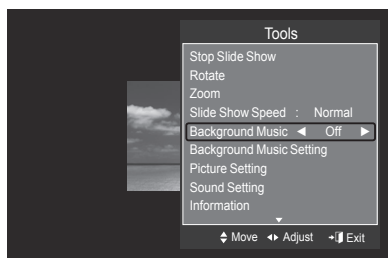 Tools
Stop Slide Show
Rotate
Zoom
Slide Show Speed : Normal
Background Music ◀ Off ▶
Background Music Setting
Picture Setting
Sound Setting
Information
Move Adjust Exit